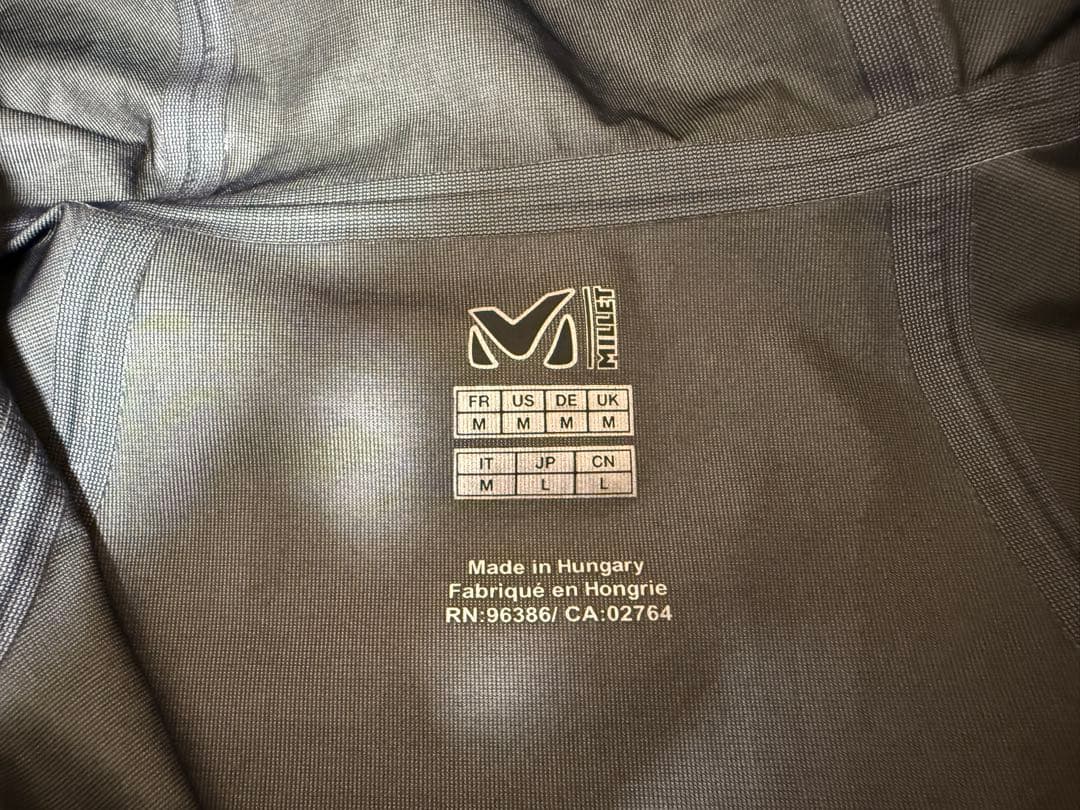 MILLET
FR US DE UK
M M M M
IT JP CN
M L L
Made in Hungary
Fabriqué en Hongrie
RN:96386/ CA:02764